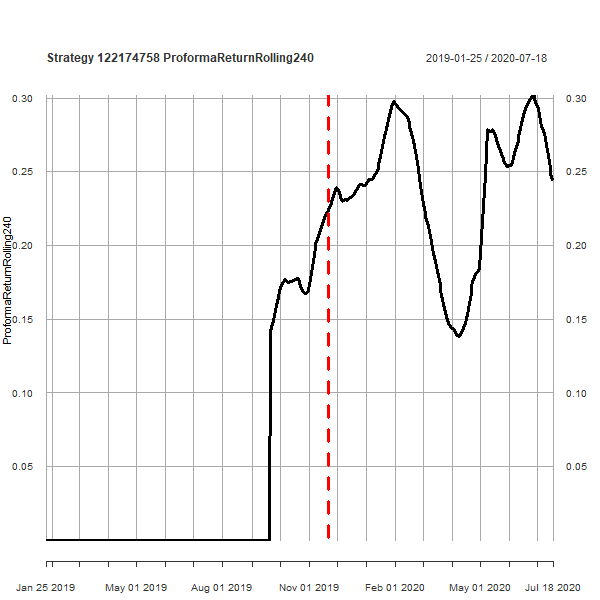 Strategy 122174758 ProformaReturnRolling240
2019-01-25 / 2020-07-18
0.30
0.30
0.25
0.25
0.20
0.20
0.15
0.15
0.10
0.10
0.05
0.05
ProformaReturnRolling240
Jan 25 2019
May 01 2019
Aug 01 2019
Nov 01 2019
Feb 01 2020
May 01 2020
Jul 18 2020